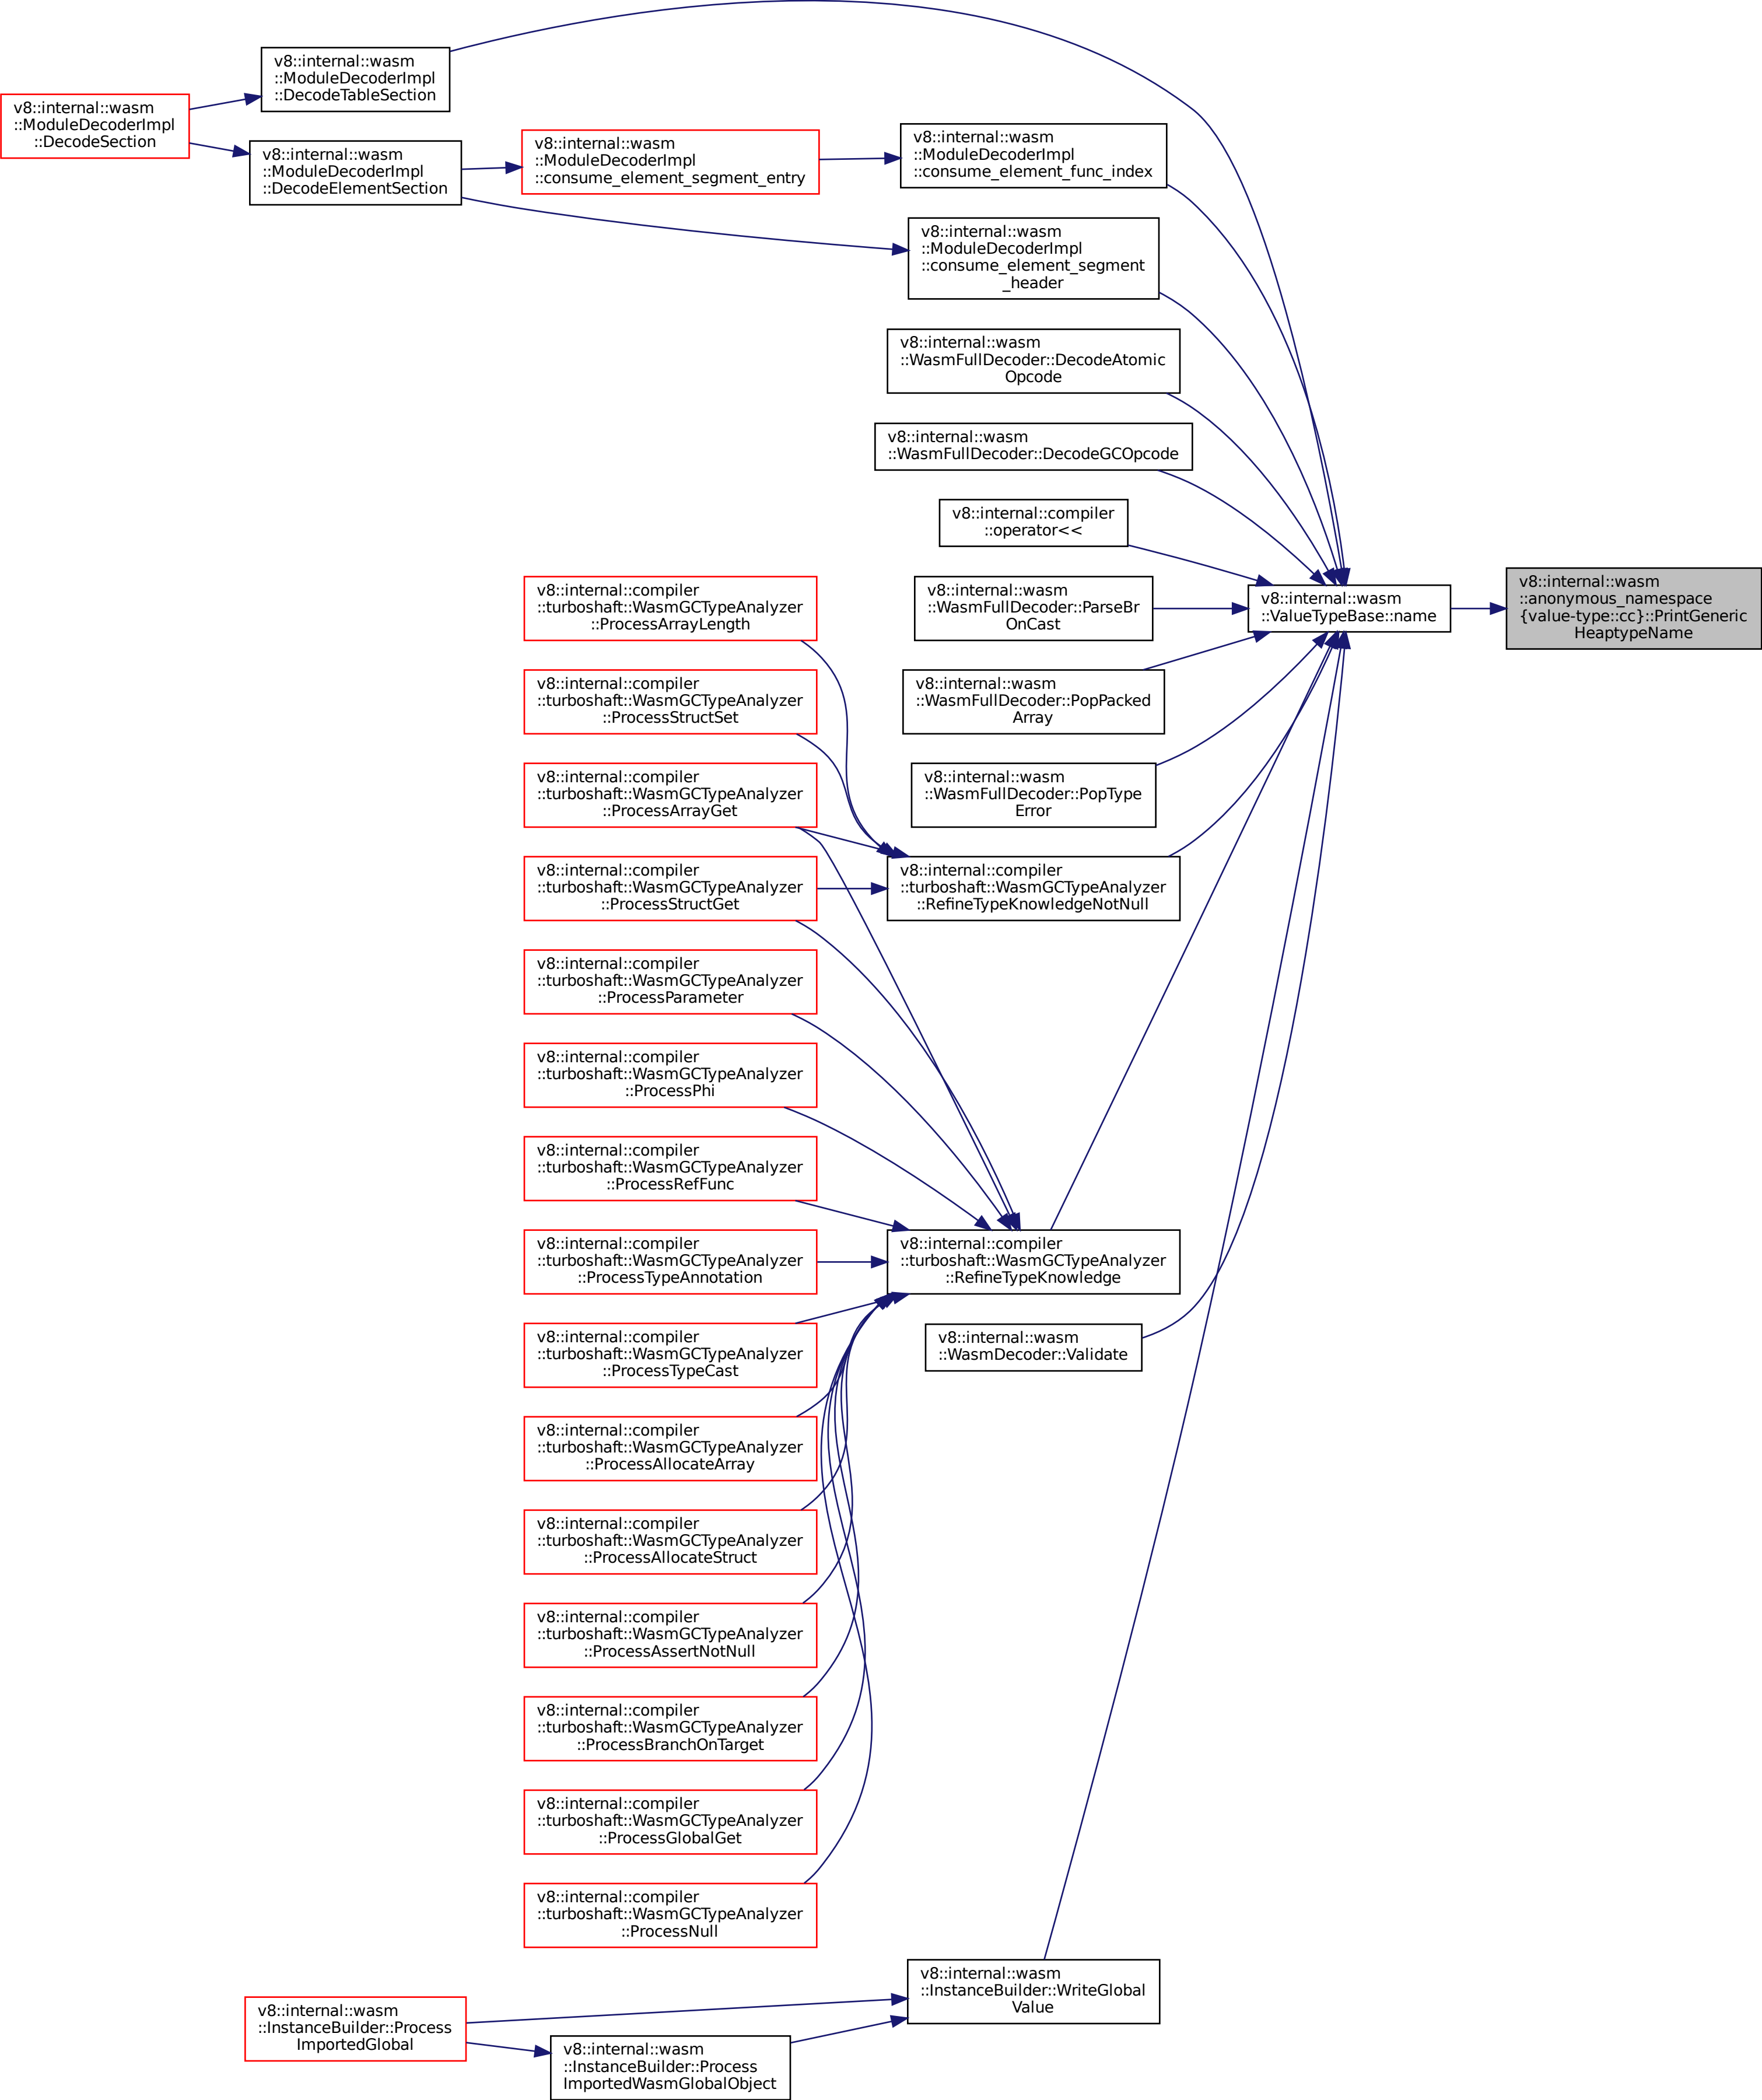 v8::internal::wasm
::ModuleDecoderImpl
::DecodeTableSection
v8::internal::wasm
::ModuleDecoderImpl
::DecodeSection
v8::internal::wasm
::ModuleDecoderImpl
::DecodeElementSection
v8::internal::wasm
::ModuleDecoderImpl
::consume_element_segment_entry
v8::internal::wasm
::ModuleDecoderImpl
::consume_element_func_index
v8::internal::wasm
::ModuleDecoderImpl
::consume_element_segment
_header
v8::internal::wasm
::WasmFullDecoder::DecodeAtomic
Opcode
v8::internal::wasm
::WasmFullDecoder::DecodeGCOpcode
v8::internal::compiler
::operator<<
v8::internal::wasm
::WasmFullDecoder::ParseBr
OnCast
v8::internal::wasm
::ValueTypeBase::name
v8::internal::wasm
::anonymous_namespace
{value-type::cc}::PrintGeneric
HeaptypeName
v8::internal::compiler
::turboshaft::WasmGCTypeAnalyzer
::ProcessArrayLength
v8::internal::wasm
::WasmFullDecoder::PopPacked
Array
v8::internal::compiler
::turboshaft::WasmGCTypeAnalyzer
::ProcessStructSet
v8::internal::wasm
::WasmFullDecoder::PopType
Error
v8::internal::compiler
::turboshaft::WasmGCTypeAnalyzer
::ProcessArrayGet
v8::internal::compiler
::turboshaft::WasmGCTypeAnalyzer
::RefineTypeKnowledgeNotNull
v8::internal::compiler
::turboshaft::WasmGCTypeAnalyzer
::ProcessStructGet
v8::internal::compiler
::turboshaft::WasmGCTypeAnalyzer
::ProcessParameter
v8::internal::compiler
::turboshaft::WasmGCTypeAnalyzer
::ProcessPhi
v8::internal::compiler
::turboshaft::WasmGCTypeAnalyzer
::ProcessRefFunc
v8::internal::compiler
::turboshaft::WasmGCTypeAnalyzer
::ProcessTypeAnnotation
v8::internal::compiler
::turboshaft::WasmGCTypeAnalyzer
::RefineTypeKnowledge
v8::internal::compiler
::turboshaft::WasmGCTypeAnalyzer
::ProcessTypeCast
v8::internal::wasm
::WasmDecoder::Validate
v8::internal::compiler
::turboshaft::WasmGCTypeAnalyzer
::ProcessAllocateArray
v8::internal::compiler
::turboshaft::WasmGCTypeAnalyzer
::ProcessAllocateStruct
v8::internal::compiler
::turboshaft::WasmGCTypeAnalyzer
::ProcessAssertNotNull
v8::internal::compiler
::turboshaft::WasmGCTypeAnalyzer
::ProcessBranchOnTarget
v8::internal::compiler
::turboshaft::WasmGCTypeAnalyzer
::ProcessGlobalGet
v8::internal::compiler
::turboshaft::WasmGCTypeAnalyzer
::ProcessNull
v8::internal::wasm
::InstanceBuilder::WriteGlobal
Value
v8::internal::wasm
::InstanceBuilder::Process
ImportedGlobal
v8::internal::wasm
::InstanceBuilder::Process
ImportedWasmGlobalObject